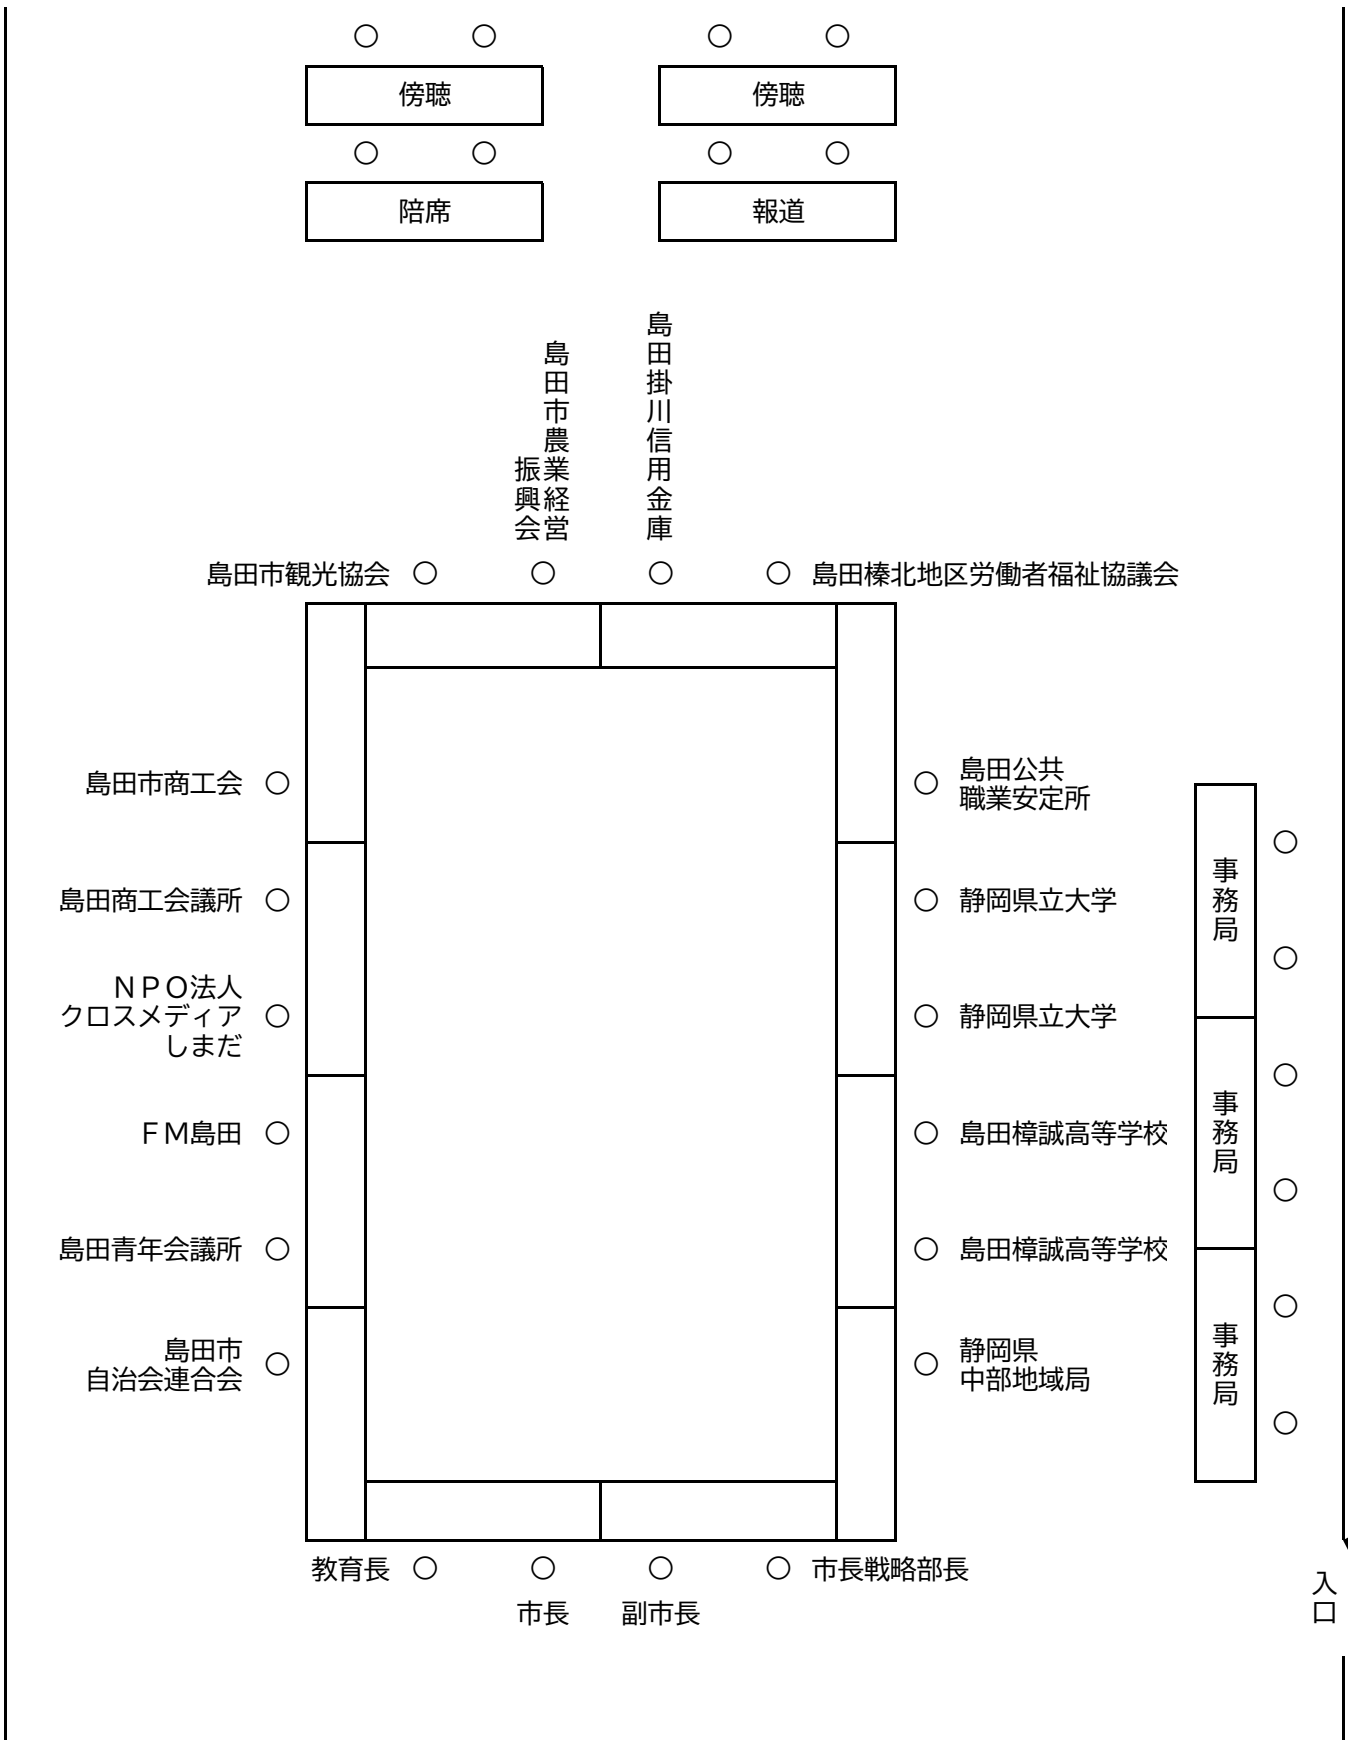 傍聴
傍聴
陪席
報道
島田市農業経営
振興会
島田掛川信用金庫
島田市観光協会
島田榛北地区労働者福祉協議会
島田市商工会
島田公共
職業安定所
島田商工会議所
静岡県立大学
ＮＰＯ法人
クロスメディア
しまだ
静岡県立大学
ＦＭ島田
島田樟誠高等学校
島田青年会議所
島田樟誠高等学校
島田市
自治会連合会
静岡県
中部地域局
事務局
事務局
事務局
教育長
市長
副市長
市長戦略部長
入口